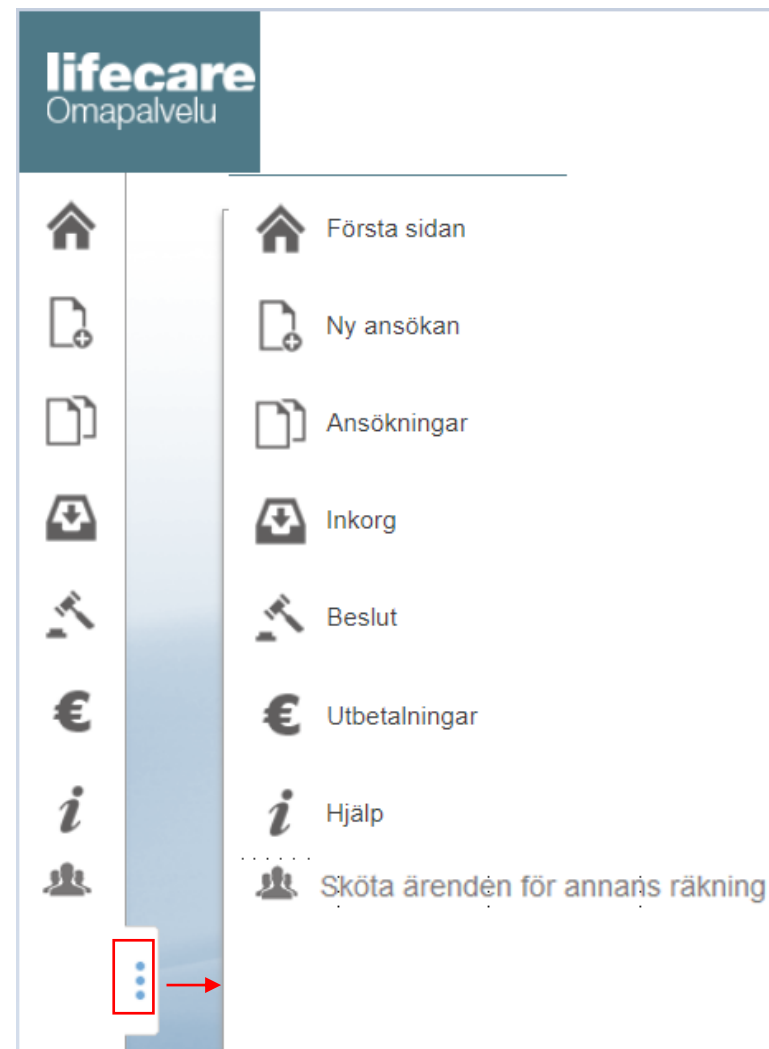 lifecare
Omapalvelu
Första sidan
Ny ansökan
Ansökningar
Inkorg
Beslut
€ Utbetalningar
i Hjälp
Sköta ärenden för annans räkning